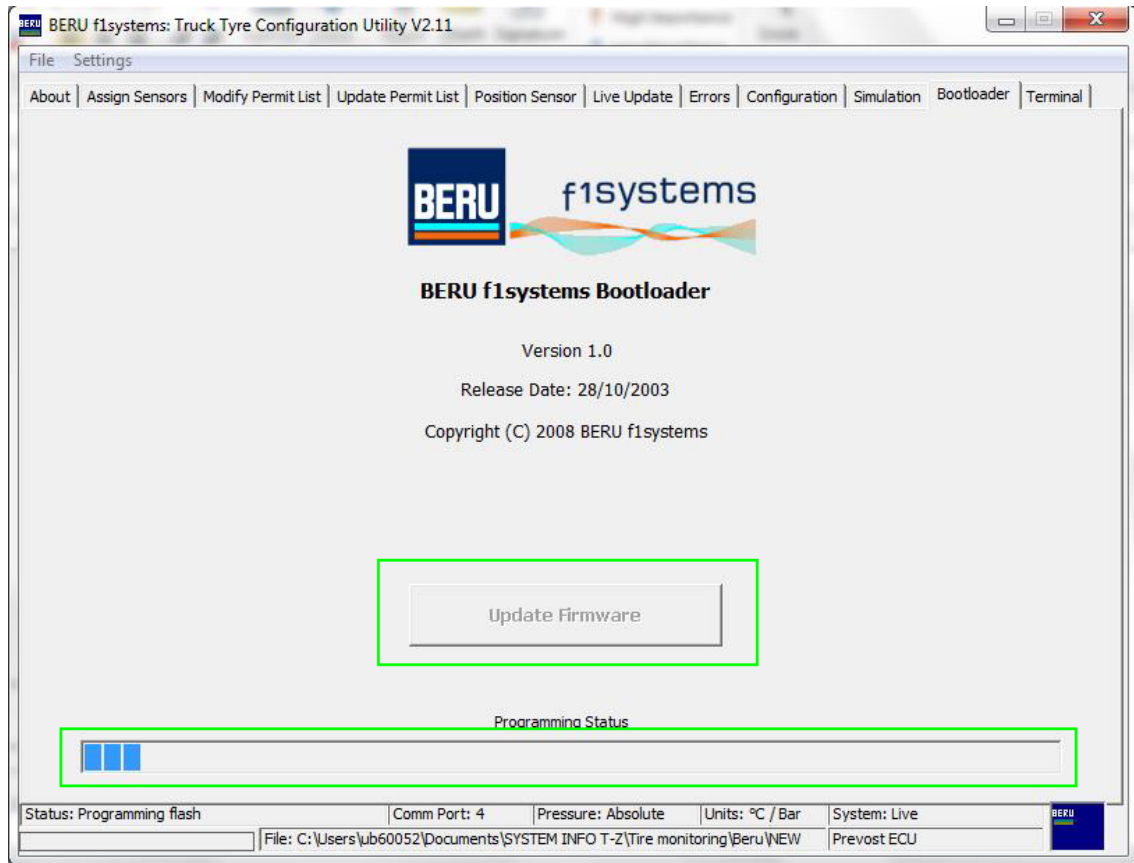 BERU f1systems: Truck Tyre Configuration Utility V2.11
File Settings
About Assign Sensors Modify Permit List Update Permit List Position Sensor Live Update Errors Configuration Simulation Bootloader Terminal
BERU f1systems
BERU f1systems Bootloader
Version 1.0
Release Date: 28/10/2003
Copyright (C) 2008 BERU f1systems
Update Firmware
Programming Status
Status: Programming flash Comm Port: 4 Pressure: Absolute Units: °C / Bar System: Live BERU
File: C:\Users\ub60052\Documents\SYSTEM INFO T-Z\Tire monitoring\Beru\NEW Prevost ECU